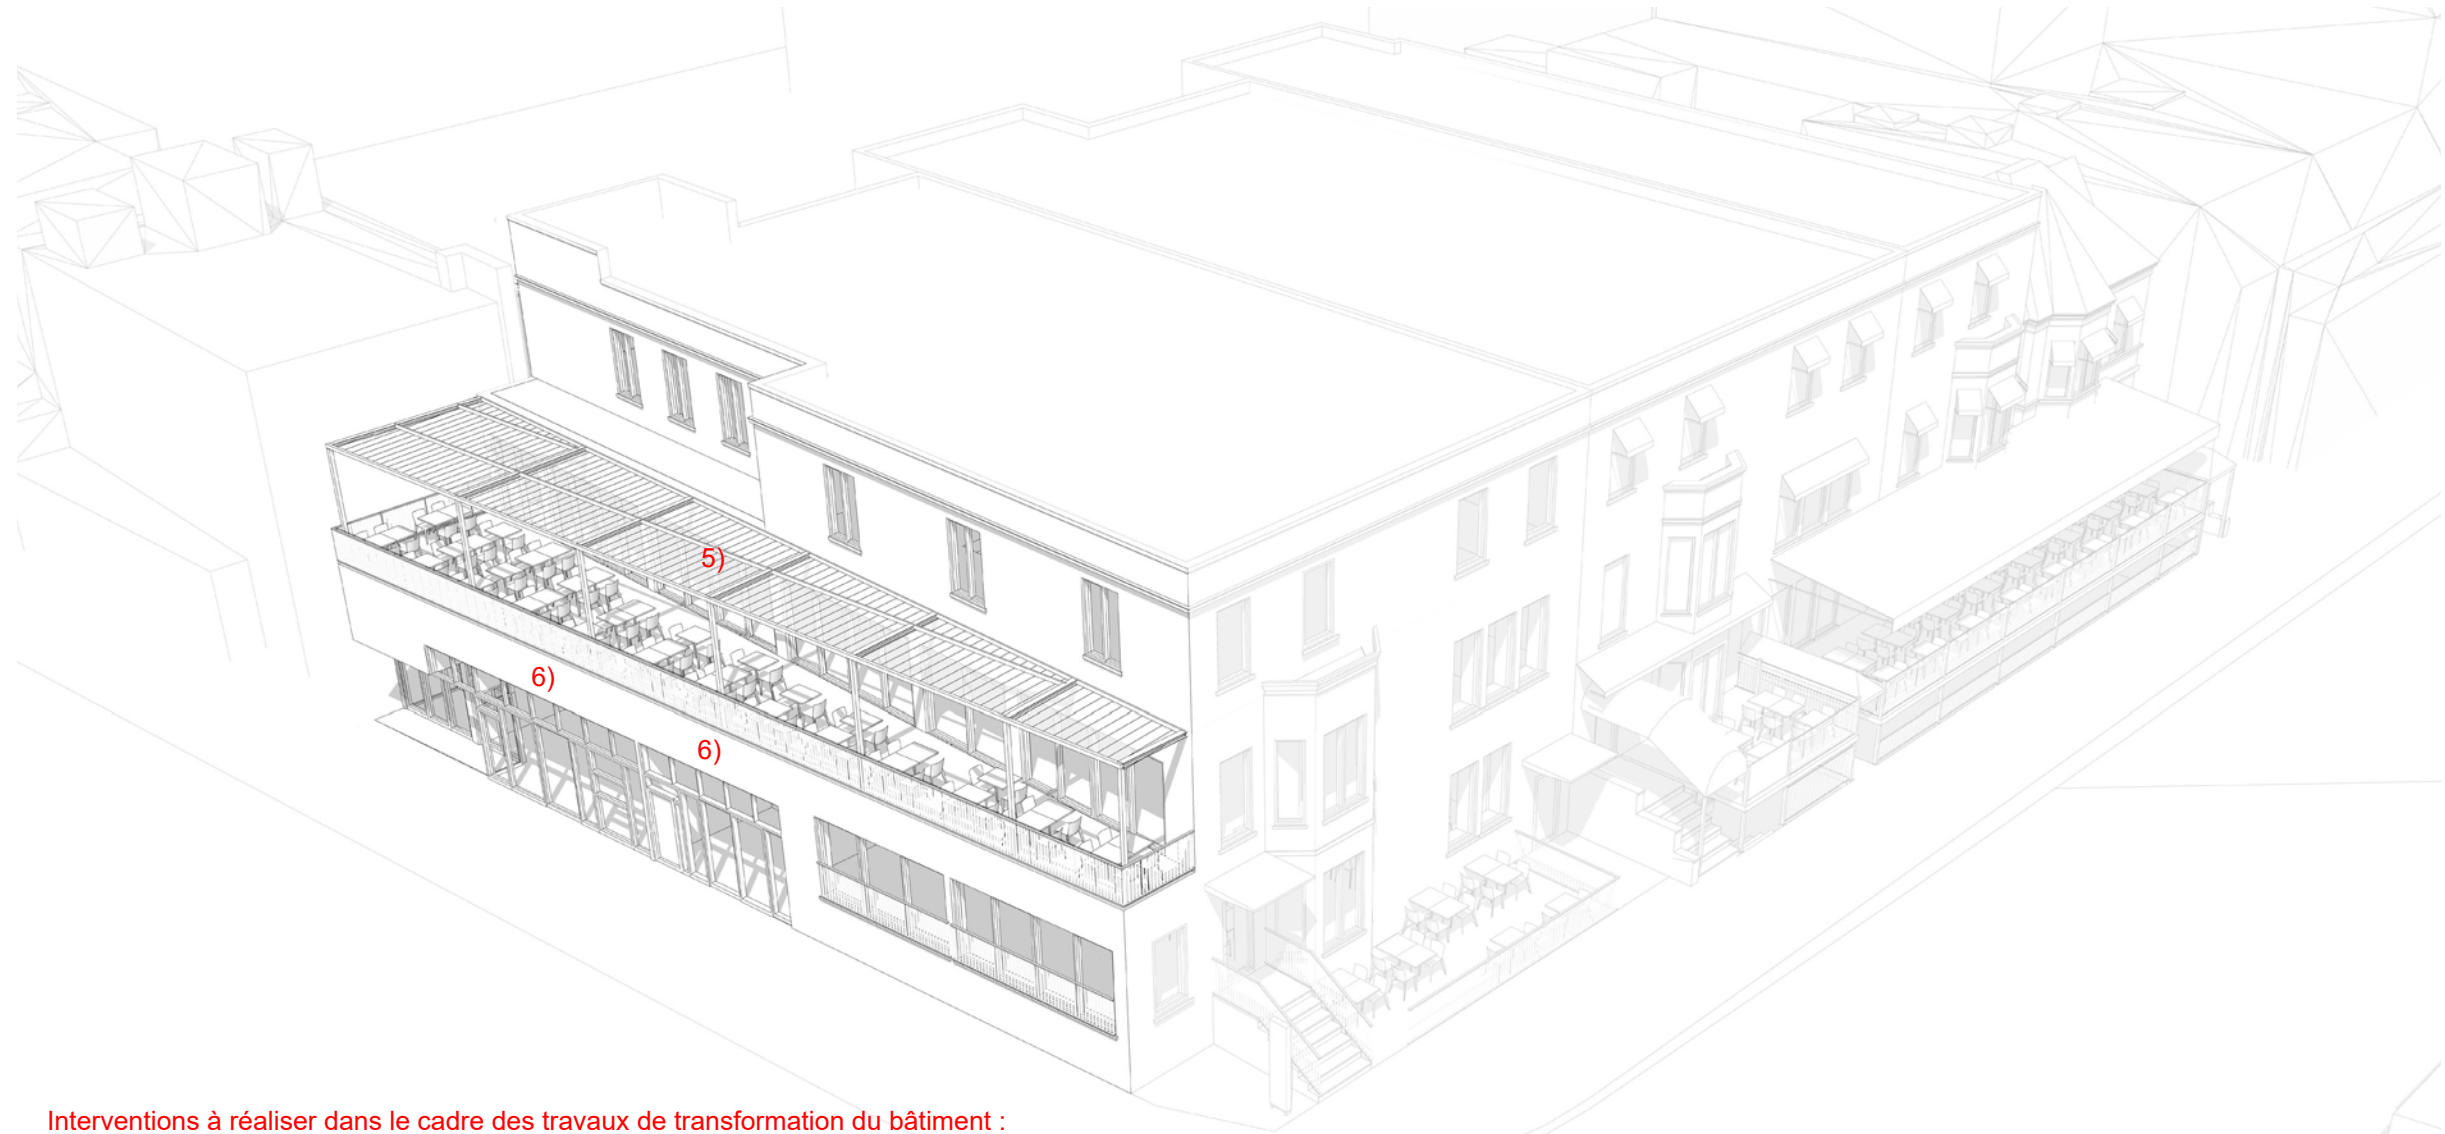 5)
6)
6)
Interventions à réaliser dans le cadre des travaux de transformation du bâtiment :